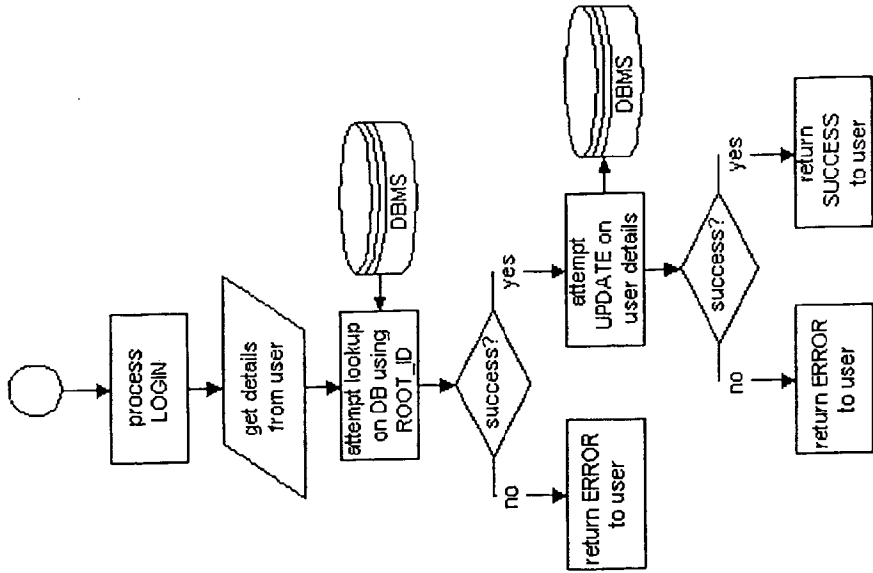 process
LOGIN
get details
from user
attempt lookup
on DB using
ROOT_ID
DBMS
success?
no
yes
return ERROR
to user
attempt
UPDATE on
user details
DBMS
success?
no
yes
return ERROR
to user
return
SUCCESS
to user